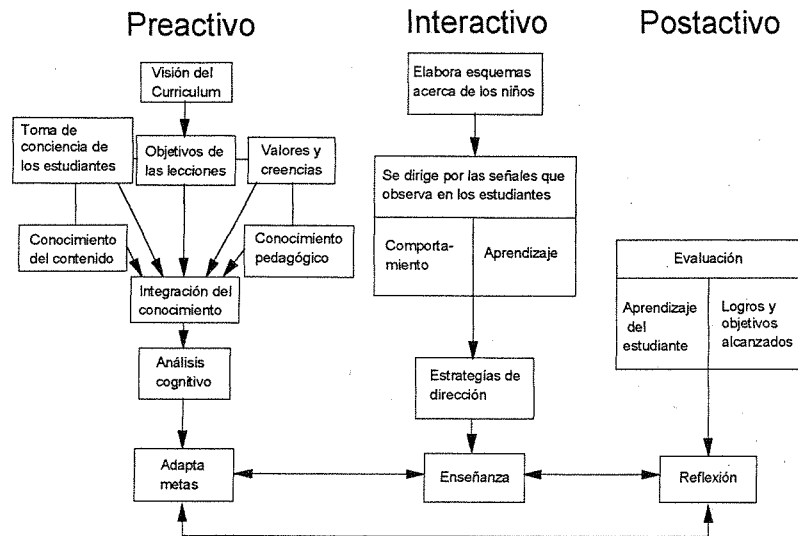 Preactivo
Interactivo
Postactivo
Visión del
Curriculum
Toma de
conciencia de
los estudiantes
Objetivos de
las lecciones
Valores y
creencias
Conocimiento
del contenido
Conocimiento
pedagógico
Integración del
conocimiento
Análisis
cognitivo
Adapta
metas
Elabora esquemas
acerca de los niños
Se dirige por las señales que
observa en los estudiantes
Comporta-
miento
Aprendizaje
Estrategías de
dirección
Enseñanza
Evaluación
Aprendizaje
del
estudiante
Logros y
objetivos
alcanzados
Reflexión